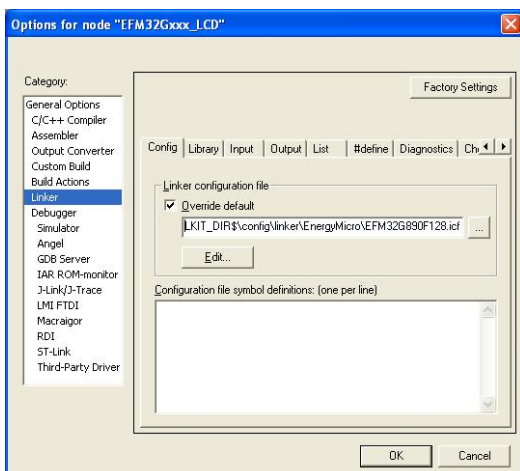 Options for node "EFM32Gxxx_LCD"
Category:
Factory Settings
General Options
C/C++ Compiler
Assembler
Output Converter
Custom Build
Build Actions
Linker
Debugger
Simulator
Angel
GDB Server
IAR ROM-monitor
J-Link/J-Trace
LMI FTDI
Macraigor
RDI
ST-Link
Third-Party Driver
Config Library Input Output List #define Diagnostics Che
Linker configuration file
Override default
LKIT_DIR$\config\linker\EnergyMicro\EFM32G890F128.icf ...
Edit...
Configuration file symbol definitions: (one per line)
OK Cancel